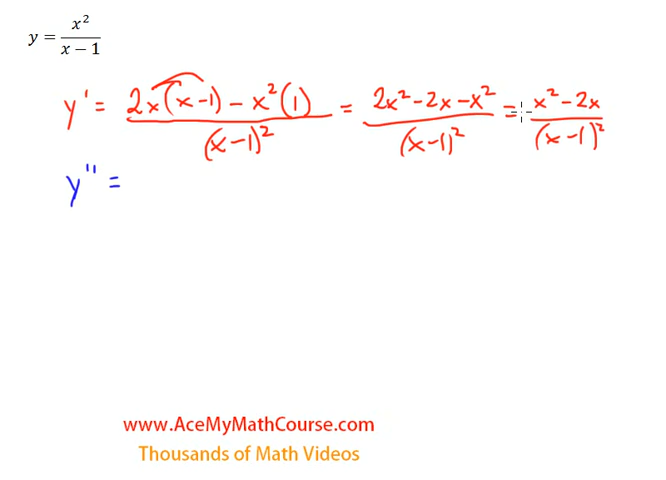 y = x²/(x − 1)
y' = (2x(x-1) - x²(1))/(x-1)² = (2x² - 2x - x²)/(x-1)² = (x² - 2x)/(x-1)²
y'' =
www.AceMyMathCourse.com
Thousands of Math Videos